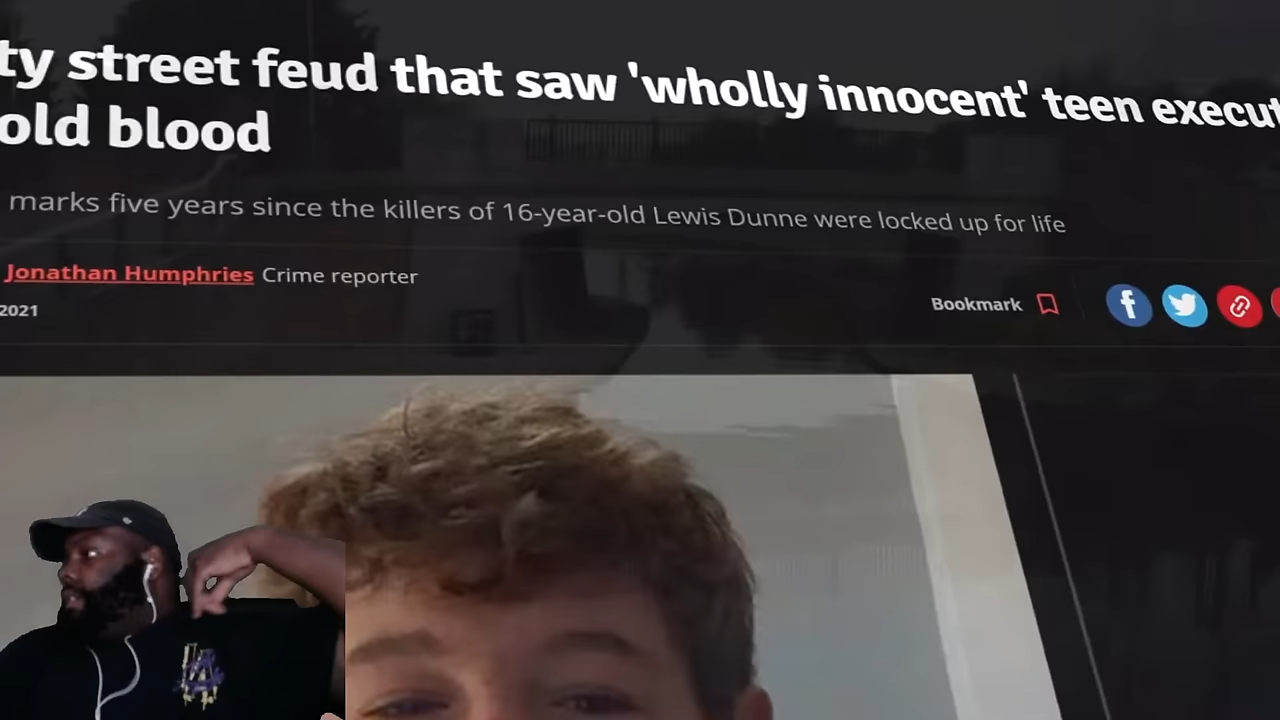 ty street feud that saw 'wholly innocent' teen execut
old blood
marks five years since the killers of 16-year-old Lewis Dunne were locked up for life
Jonathan Humphries Crime reporter
2021
Bookmark